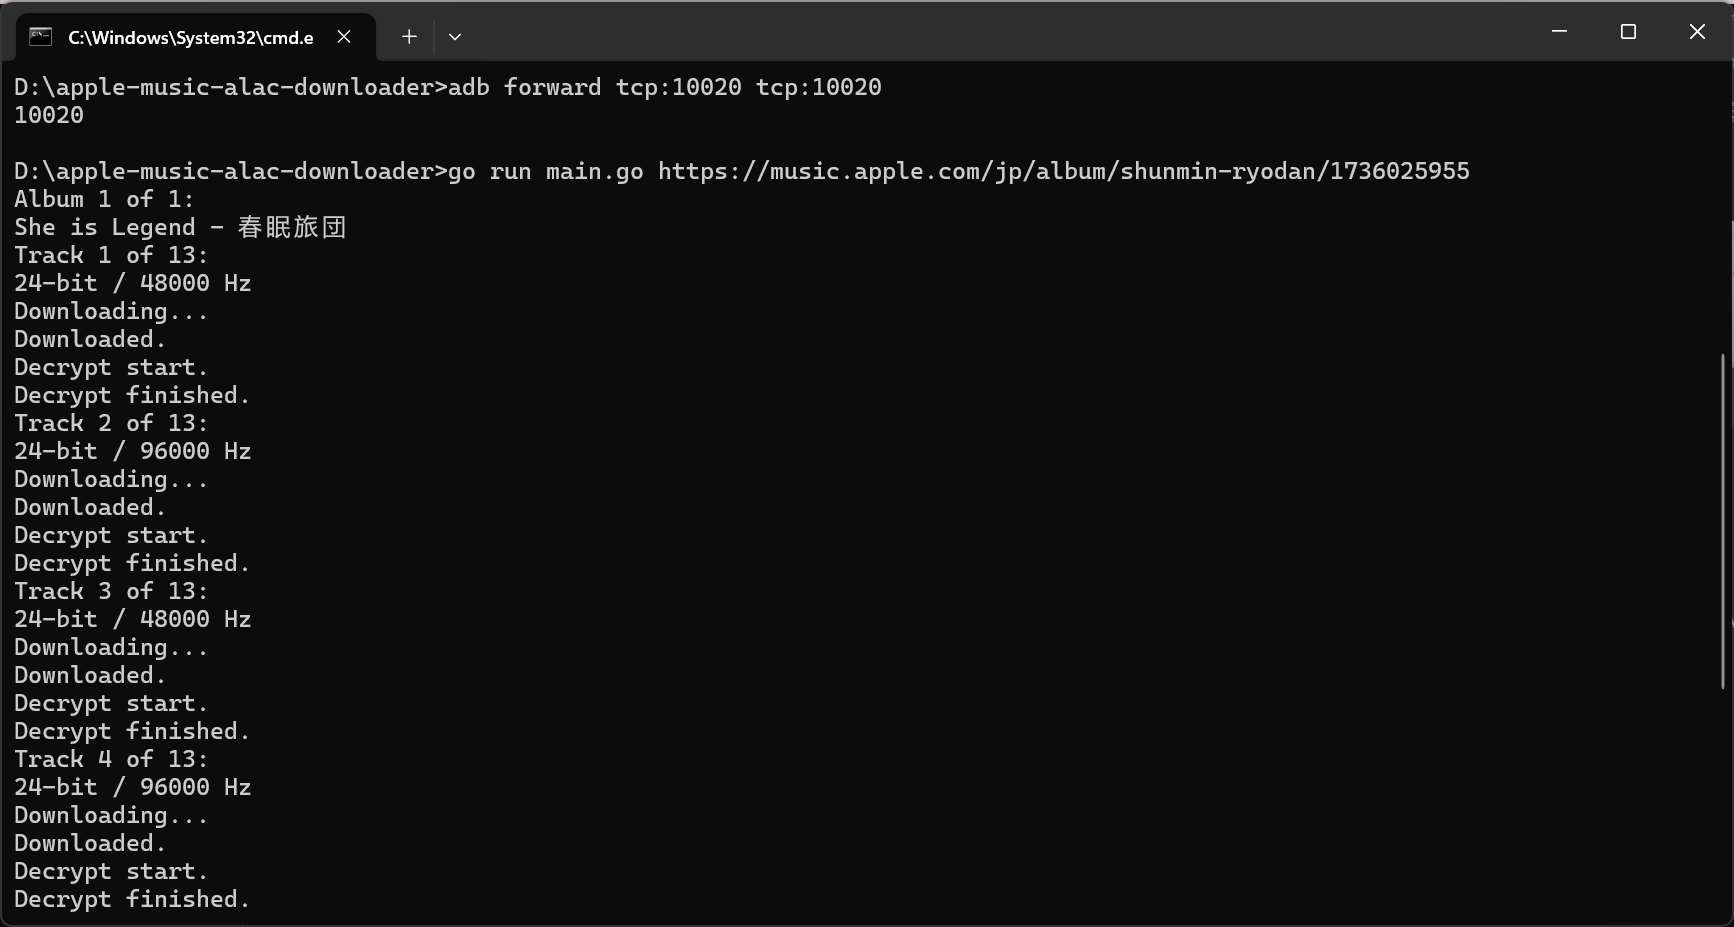 C:\Windows\System32\cmd.e
D:\apple-music-alac-downloader>adb forward tcp:10020 tcp:10020
10020
D:\apple-music-alac-downloader>go run main.go https://music.apple.com/jp/album/shunmin-ryodan/1736025955
Album 1 of 1:
She is Legend - 春眠旅団
Track 1 of 13:
24-bit / 48000 Hz
Downloading...
Downloaded.
Decrypt start.
Decrypt finished.
Track 2 of 13:
24-bit / 96000 Hz
Downloading...
Downloaded.
Decrypt start.
Decrypt finished.
Track 3 of 13:
24-bit / 48000 Hz
Downloading...
Downloaded.
Decrypt start.
Decrypt finished.
Track 4 of 13:
24-bit / 96000 Hz
Downloading...
Downloaded.
Decrypt start.
Decrypt finished.